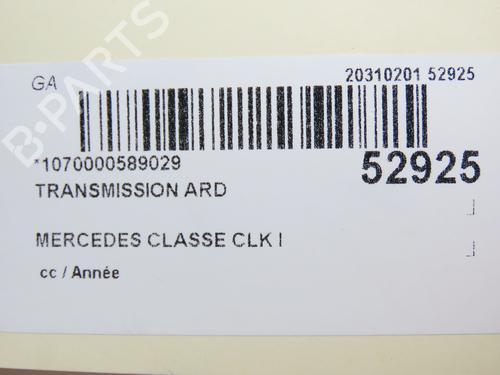 GA
20310201 52925
*1070000589029
52925
TRANSMISSION ARD
MERCEDES CLASSE CLK I
cc / Année
B-PARTS